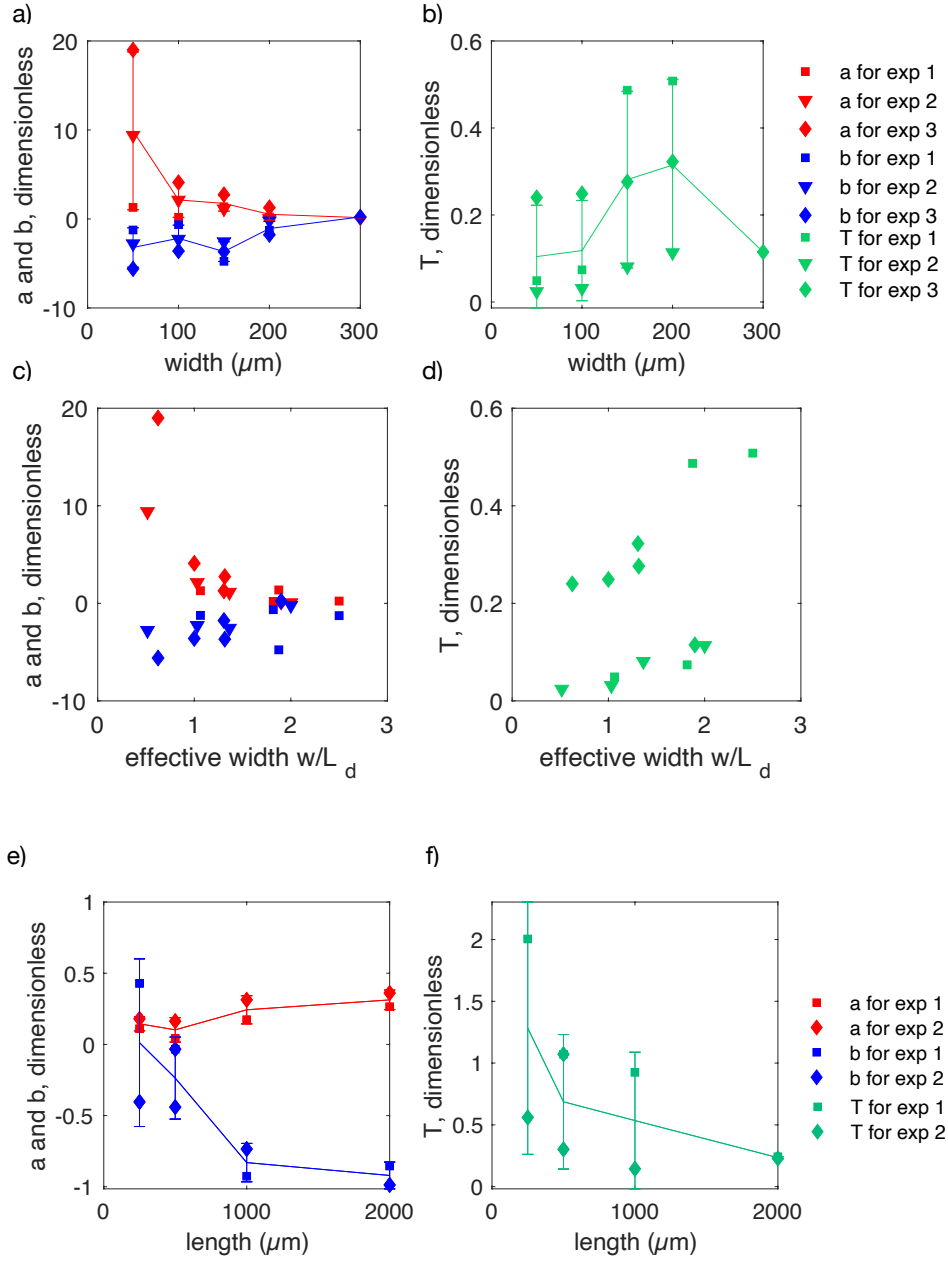 a)
20
10
0
-10
a and b, dimensionless
0
100
200
300
width (µm)
b)
0.6
0.4
0.2
0
T, dimensionless
0
100
200
300
width (µm)
a for exp 1
a for exp 2
a for exp 3
b for exp 1
b for exp 2
b for exp 3
T for exp 1
T for exp 2
T for exp 3
c)
20
10
0
-10
a and b, dimensionless
0
1
2
3
effective width w/L d
d)
0.6
0.4
0.2
0
T, dimensionless
0
1
2
3
effective width w/L d
e)
1
0.5
0
-0.5
-1
a and b, dimensionless
0
1000
2000
length (µm)
f)
2
1.5
1
0.5
0
T, dimensionless
0
1000
2000
length (µm)
a for exp 1
a for exp 2
b for exp 1
b for exp 2
T for exp 1
T for exp 2